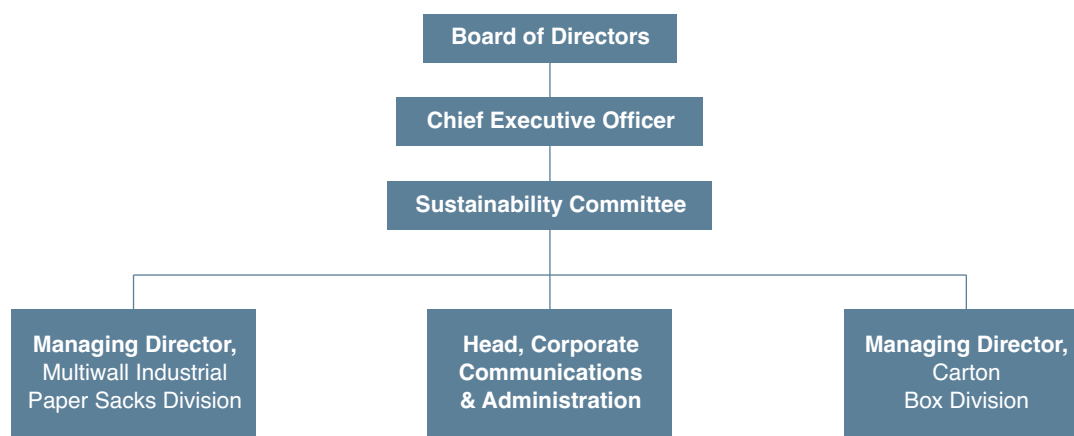 Board of Directors
Chief Executive Officer
Sustainability Committee
Managing Director,
Multiwall Industrial
Paper Sacks Division
Head, Corporate
Communications
& Administration
Managing Director,
Carton
Box Division